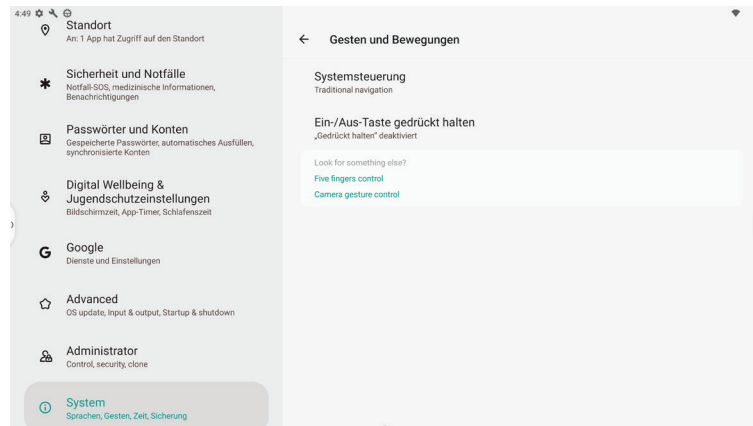 4:49
Standort
An: 1 App hat Zugriff auf den Standort
Sicherheit und Notfälle
Notfall-SOS, medizinische Informationen,
Benachrichtigungen
Passwörter und Konten
Gespeicherte Passwörter, automatisches Ausfüllen,
synchronisierte Konten
Digital Wellbeing &
Jugendschutzeinstellungen
Bildschirmzeit, App-Timer, Schlafenszeit
Google
Dienste und Einstellungen
Advanced
OS update, Input & output, Startup & shutdown
Administrator
Control, security, clone
System
Sprachen, Gesten, Zeit, Sicherung
Gesten und Bewegungen
Systemsteuerung
Traditional navigation
Ein-/Aus-Taste gedrückt halten
„Gedrückt halten“ deaktiviert
Look for something else?
Five fingers control
Camera gesture control